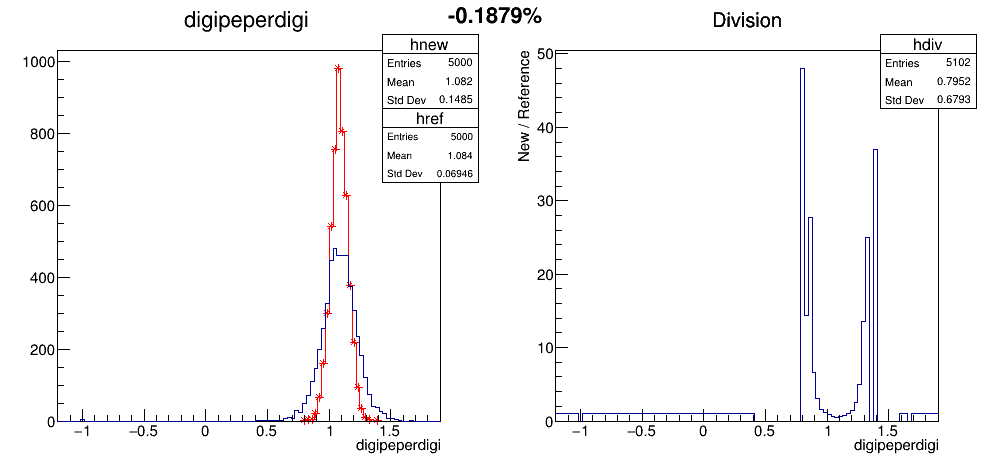 digipeperdigi
-0.1879%
Division
hnew
Entries 5000
Mean 1.082
Std Dev 0.1485
href
Entries 5000
Mean 1.084
Std Dev 0.06946
1000
800
600
400
200
0
−1 −0.5 0 0.5 1 1.5
digipeperdigi
hdiv
Entries 5102
Mean 0.7952
Std Dev 0.6793
New / Reference
50
40
30
20
10
0
−1 −0.5 0 0.5 1 1.5
digipeperdigi